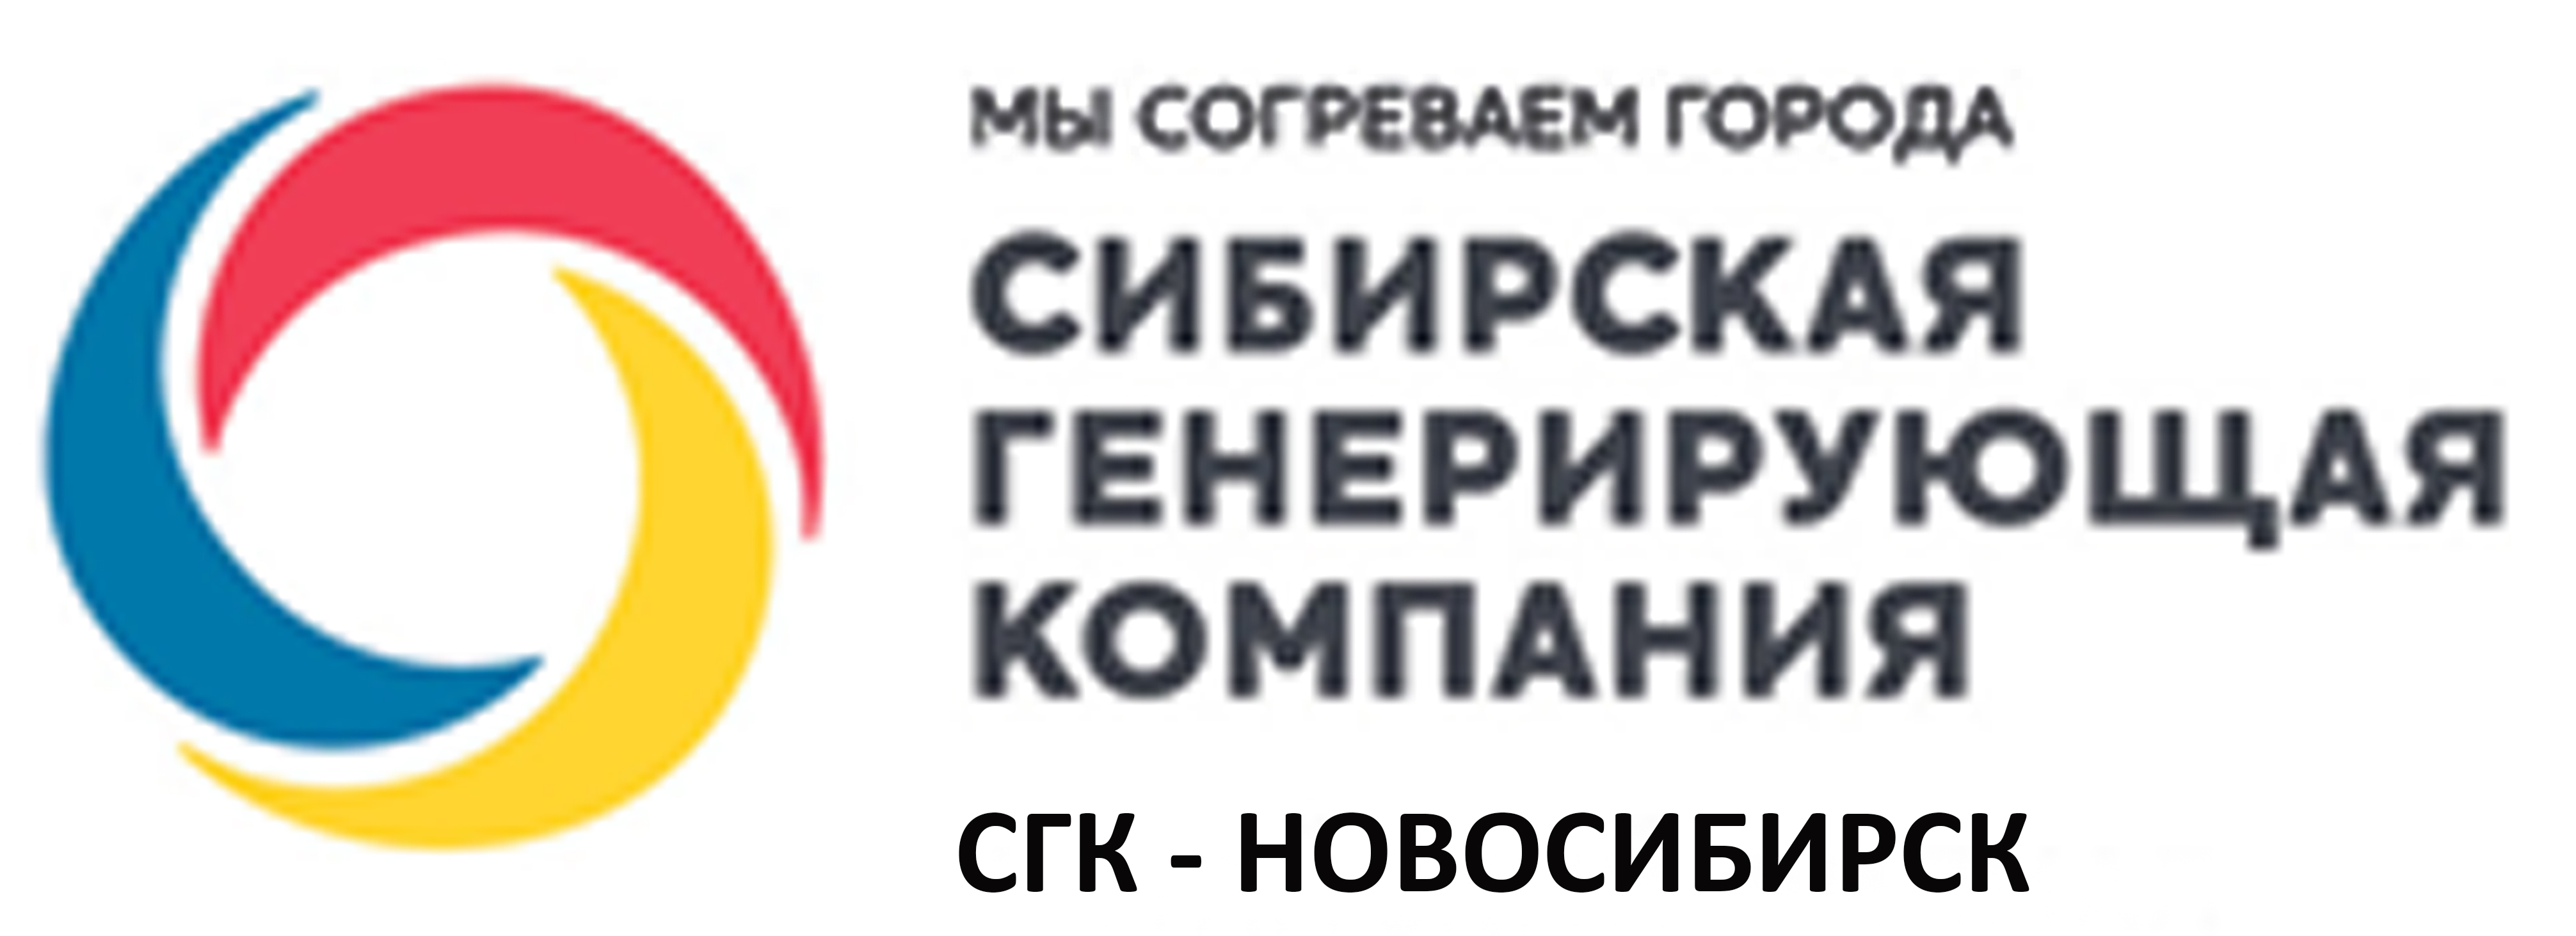 МЫ СОГРЕВАЕМ ГОРОДА
СИБИРСКАЯ
ГЕНЕРИРУЮЩАЯ
КОМПАНИЯ
СГК - НОВОСИБИРСК